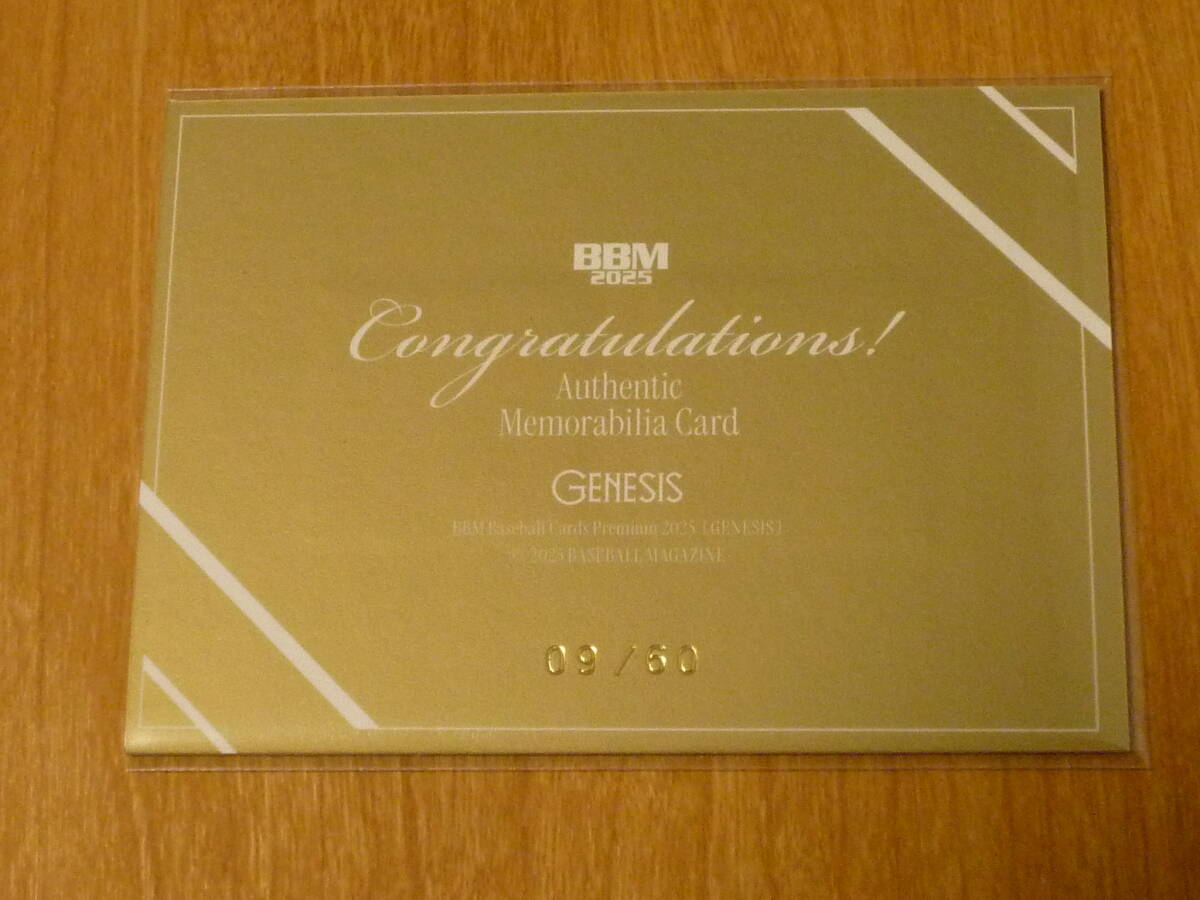 BBM
2025
Congratulations!
Authentic
Memorabilia Card
GENESIS
BBM Baseball Cards Premium 2025 [GENESIS]
© 2025 BASEBALL MAGAZINE
09/60